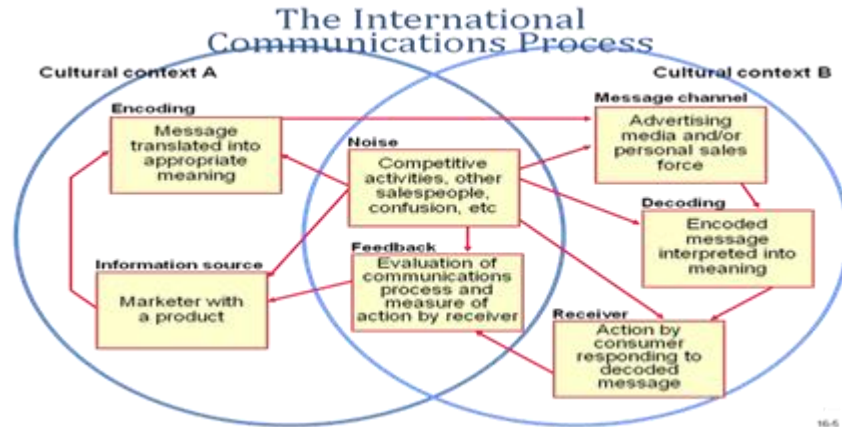 The International
Communications Process
Cultural context A
Cultural context B
Encoding
Message
translated into
appropriate
meaning
Noise
Competitive
activities, other
salespeople,
confusion, etc
Message channel
Advertising
media and/or
personal sales
force
Decoding
Encoded
message
interpreted into
meaning
Information source
Marketer with
a product
Feedback
Evaluation of
communications
process and
measure of
action by receiver
Receiver
Action by
consumer
responding to
decoded
message
16-5